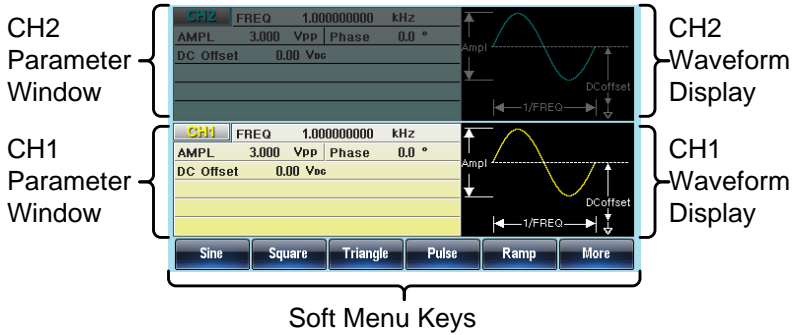 CH2
Parameter
Window
CH2
FREQ 1.000000000 kHz
AMPL 3.000 VPP Phase 0.0 °
DC Offset 0.00 VDC
Ampl
DCoffset
1/FREQ
CH2
Waveform
Display
CH1
Parameter
Window
CH1
FREQ 1.000000000 kHz
AMPL 3.000 VPP Phase 0.0 °
DC Offset 0.00 VDC
Ampl
DCoffset
1/FREQ
CH1
Waveform
Display
Sine Square Triangle Pulse Ramp More
Soft Menu Keys